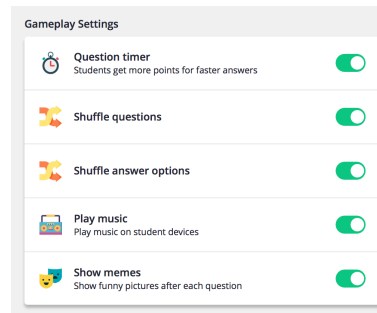 Gameplay Settings
Question timer
Students get more points for faster answers
Shuffle questions
Shuffle answer options
Play music
Play music on student devices
Show memes
Show funny pictures after each question